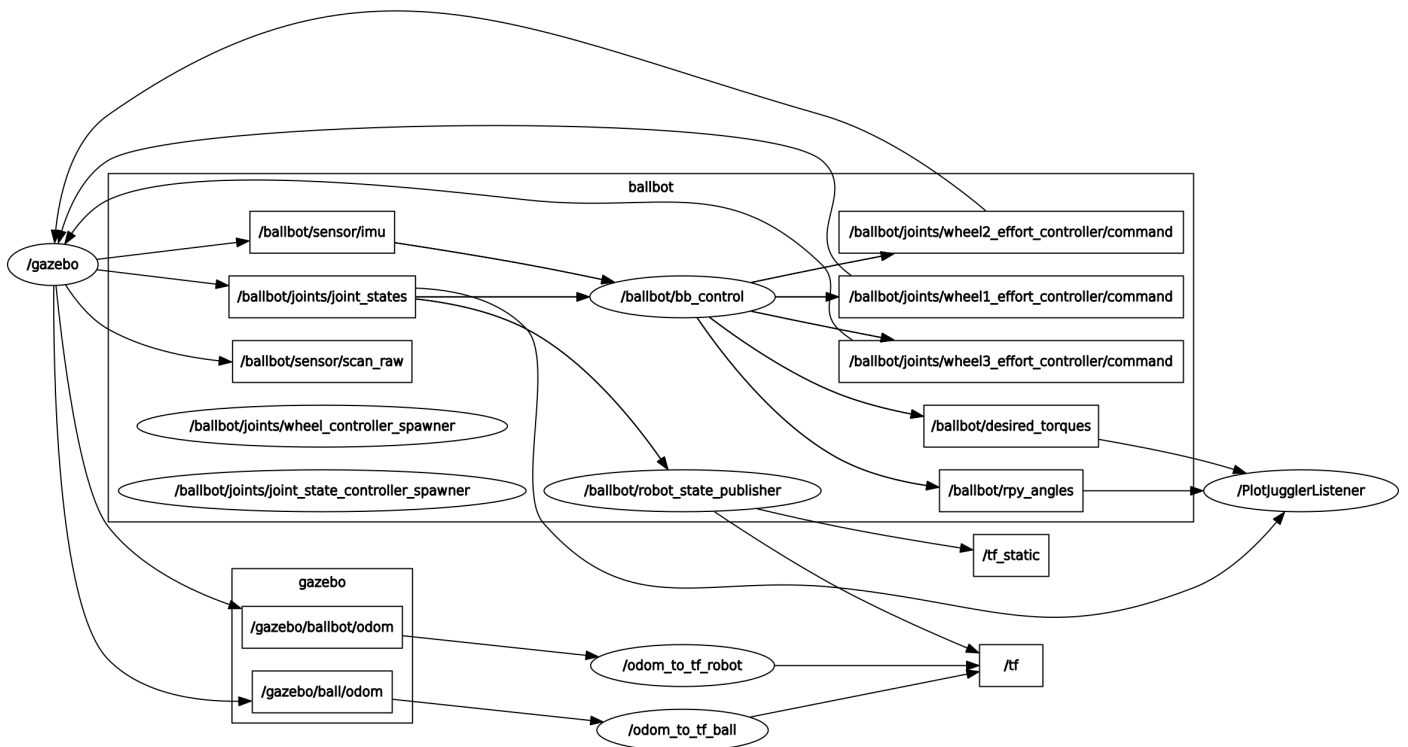 ballbot
/ballbot/sensor/imu
/ballbot/joints/wheel2_effort_controller/command
/gazebo
/ballbot/joints/joint_states
/ballbot/bb_control
/ballbot/joints/wheel1_effort_controller/command
/ballbot/sensor/scan_raw
/ballbot/joints/wheel3_effort_controller/command
/ballbot/joints/wheel_controller_spawner
/ballbot/desired_torques
/ballbot/joints/joint_state_controller_spawner
/ballbot/robot_state_publisher
/ballbot/rpy_angles
/PlotJugglerListener
/tf_static
gazebo
/gazebo/ballbot/odom
/odom_to_tf_robot
/tf
/gazebo/ball/odom
/odom_to_tf_ball